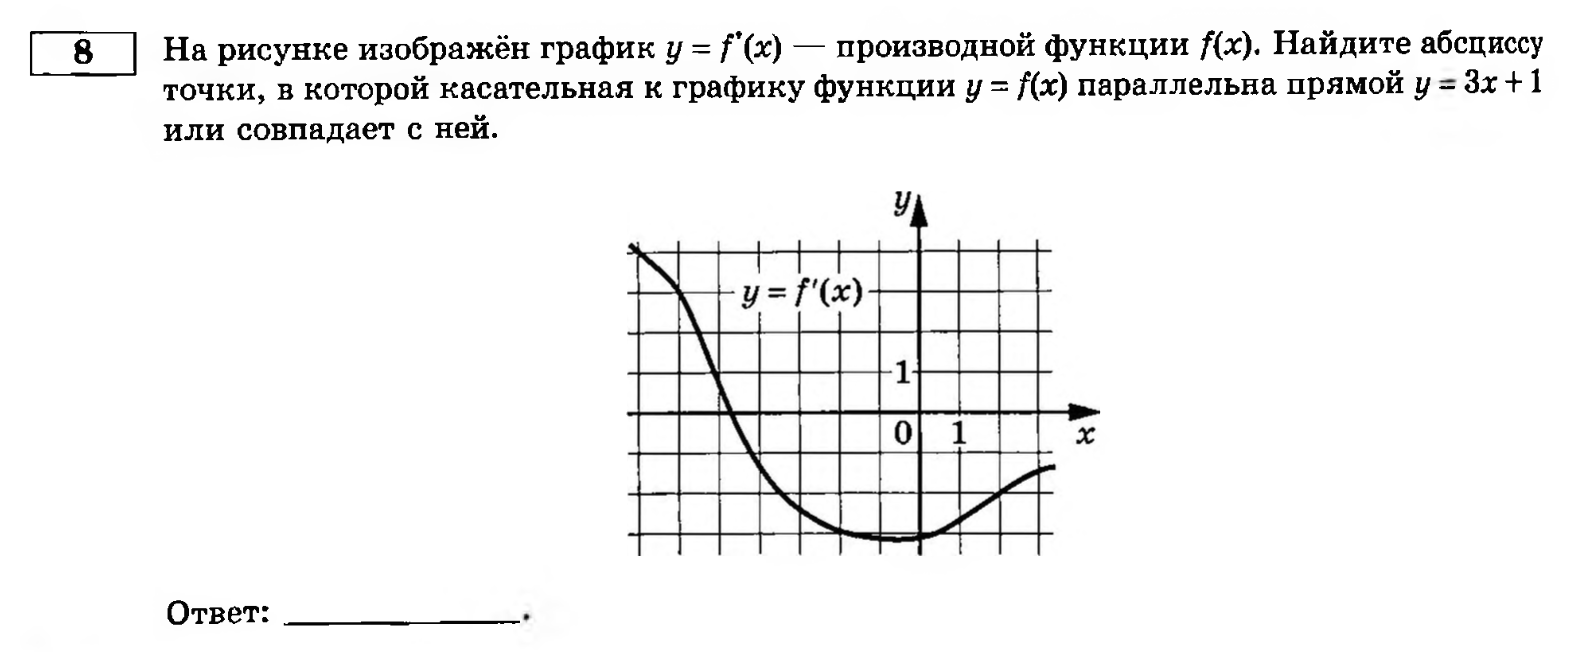 8
На рисунке изображён график y = f'(x) — производной функции f(x). Найдите абсциссу
точки, в которой касательная к графику функции y = f(x) параллельна прямой y = 3x + 1
или совпадает с ней.
y
y = f'(x)
1
0 1
x
Ответ: ____________.